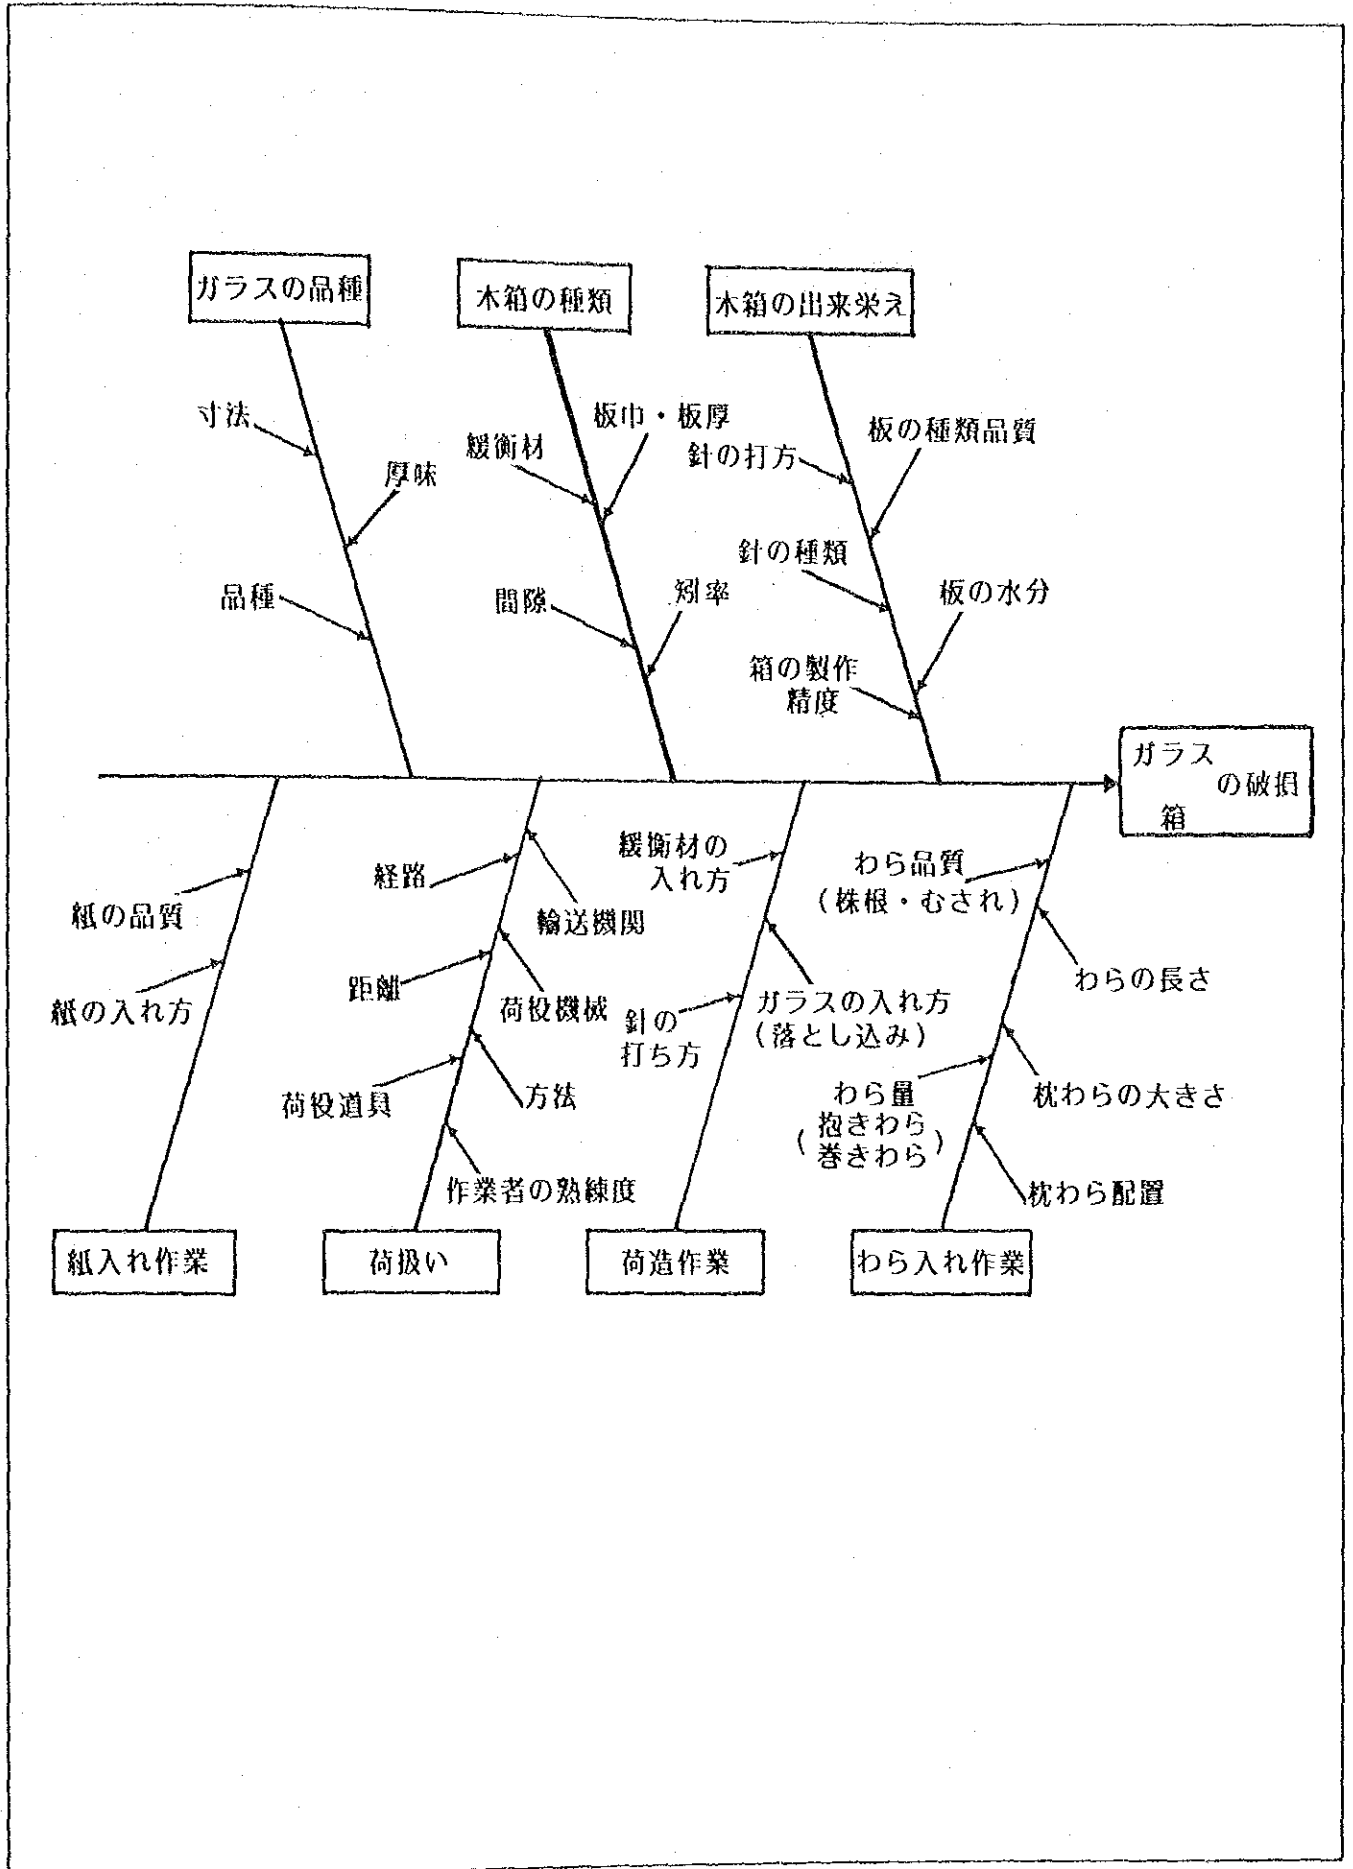 ガラスの品種
木箱の種類
木箱の出来栄え
寸法
厚味
品種
板巾・板厚
緩衝材
間隙
板の種類品質
針の打方
針の種類
板の水分
箱の製作
精度
ガラス
の破損
箱
紙の品質
紙の入れ方
経路
輸送機関
距離
荷役機械
荷役道具
方法
作業者の熟練度
緩衝材の
入れ方
ガラスの入れ方
(落とし込み)
針の
打ち方
わら品質
(株根・むされ)
わらの長さ
わら量
(抱きわら
巻きわら)
枕わらの大きさ
枕わら配置
紙入れ作業
荷扱い
荷造作業
わら入れ作業